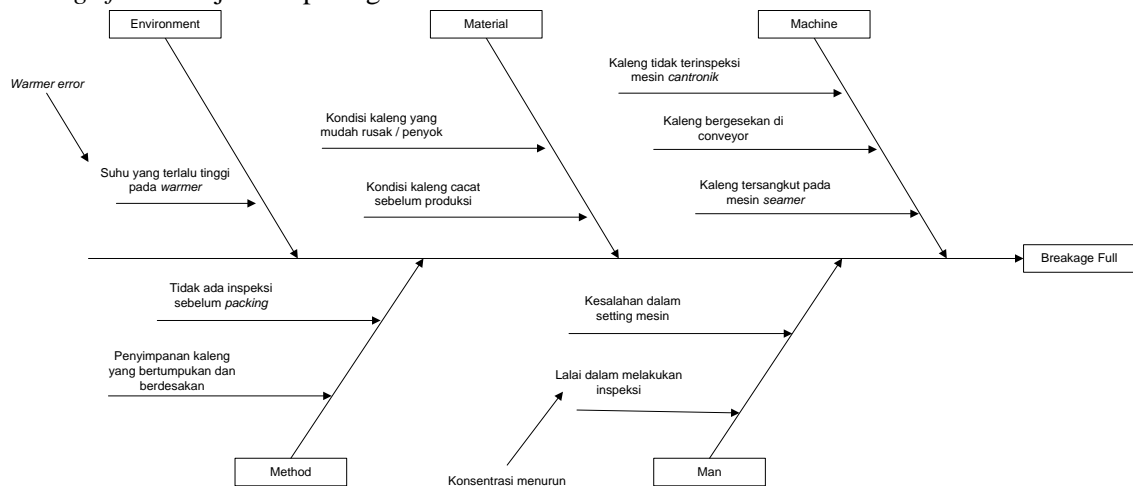 Environment
Material
Machine
Warmer error
Suhu yang terlalu tinggi
pada warmer
Kondisi kaleng yang
mudah rusak / penyok
Kondisi kaleng cacat
sebelum produksi
Kaleng tidak terinspeksi
mesin cantronik
Kaleng bergesekan di
conveyor
Kaleng tersangkut pada
mesin seamer
Breakage Full
Tidak ada inspeksi
sebelum packing
Penyimpanan kaleng
yang bertumpukan dan
berdesakan
Kesalahan dalam
setting mesin
Lalai dalam melakukan
inspeksi
Konsentrasi menurun
Method
Man